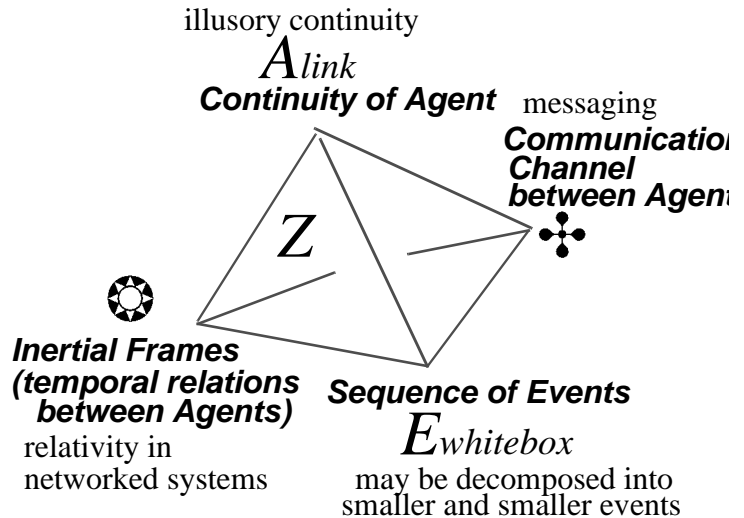 illusory continuity
Alink
Continuity of Agent
messaging
Communication
Channel
between Agent
Z
Inertial Frames
(temporal relations
between Agents)
relativity in
networked systems
Sequence of Events
Ewhitebox
may be decomposed into
smaller and smaller events